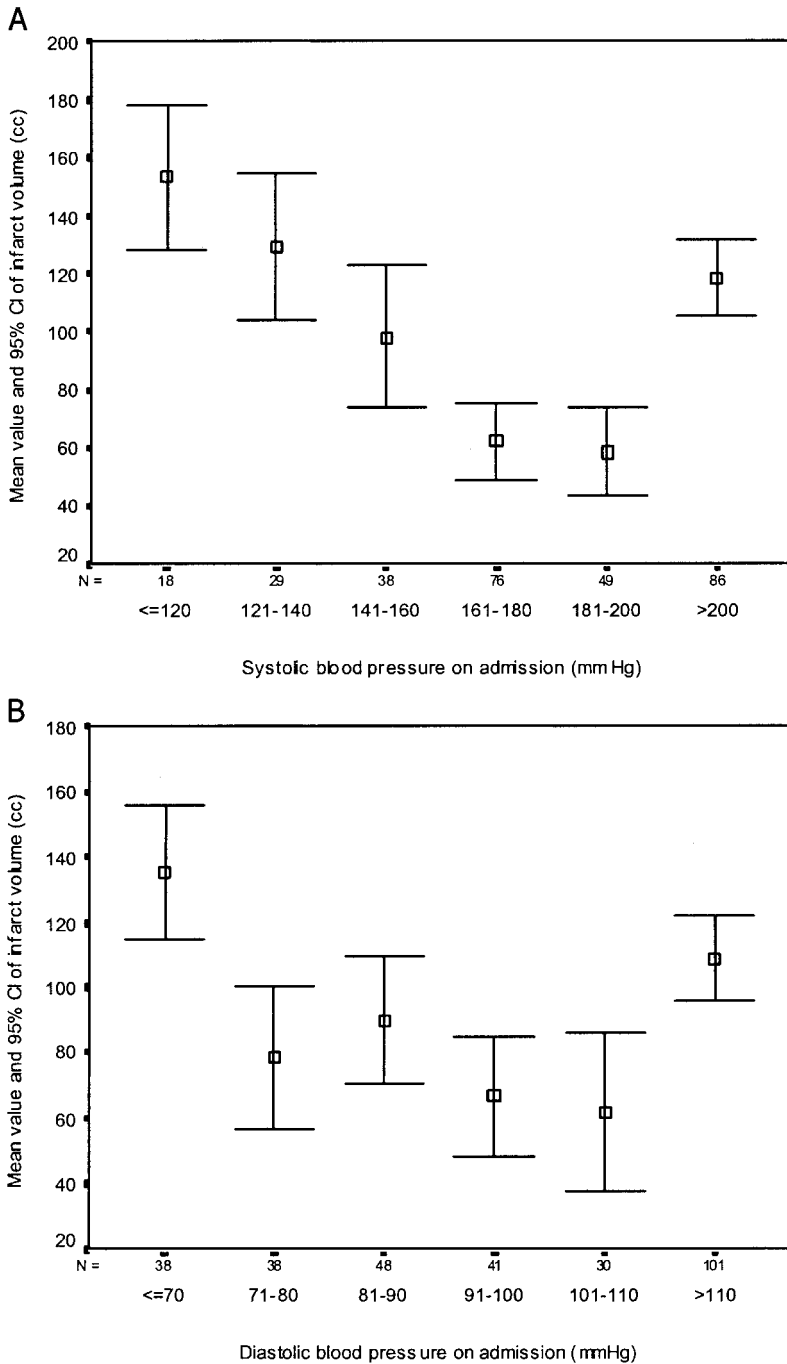 A
Mean value and 95% CI of infarct volume (cc)
200
180
160
140
120
100
80
60
40
20
N = 18 29 38 76 49 86
<=120 121-140 141-160 161-180 181-200 >200
Systolic blood pressure on admission (mmHg)
B
Mean value and 95% CI of infarct volume (cc)
180
160
140
120
100
80
60
40
20
N = 38 38 48 41 30 101
<=70 71-80 81-90 91-100 101-110 >110
Diastolic blood pressure on admission (mmHg)